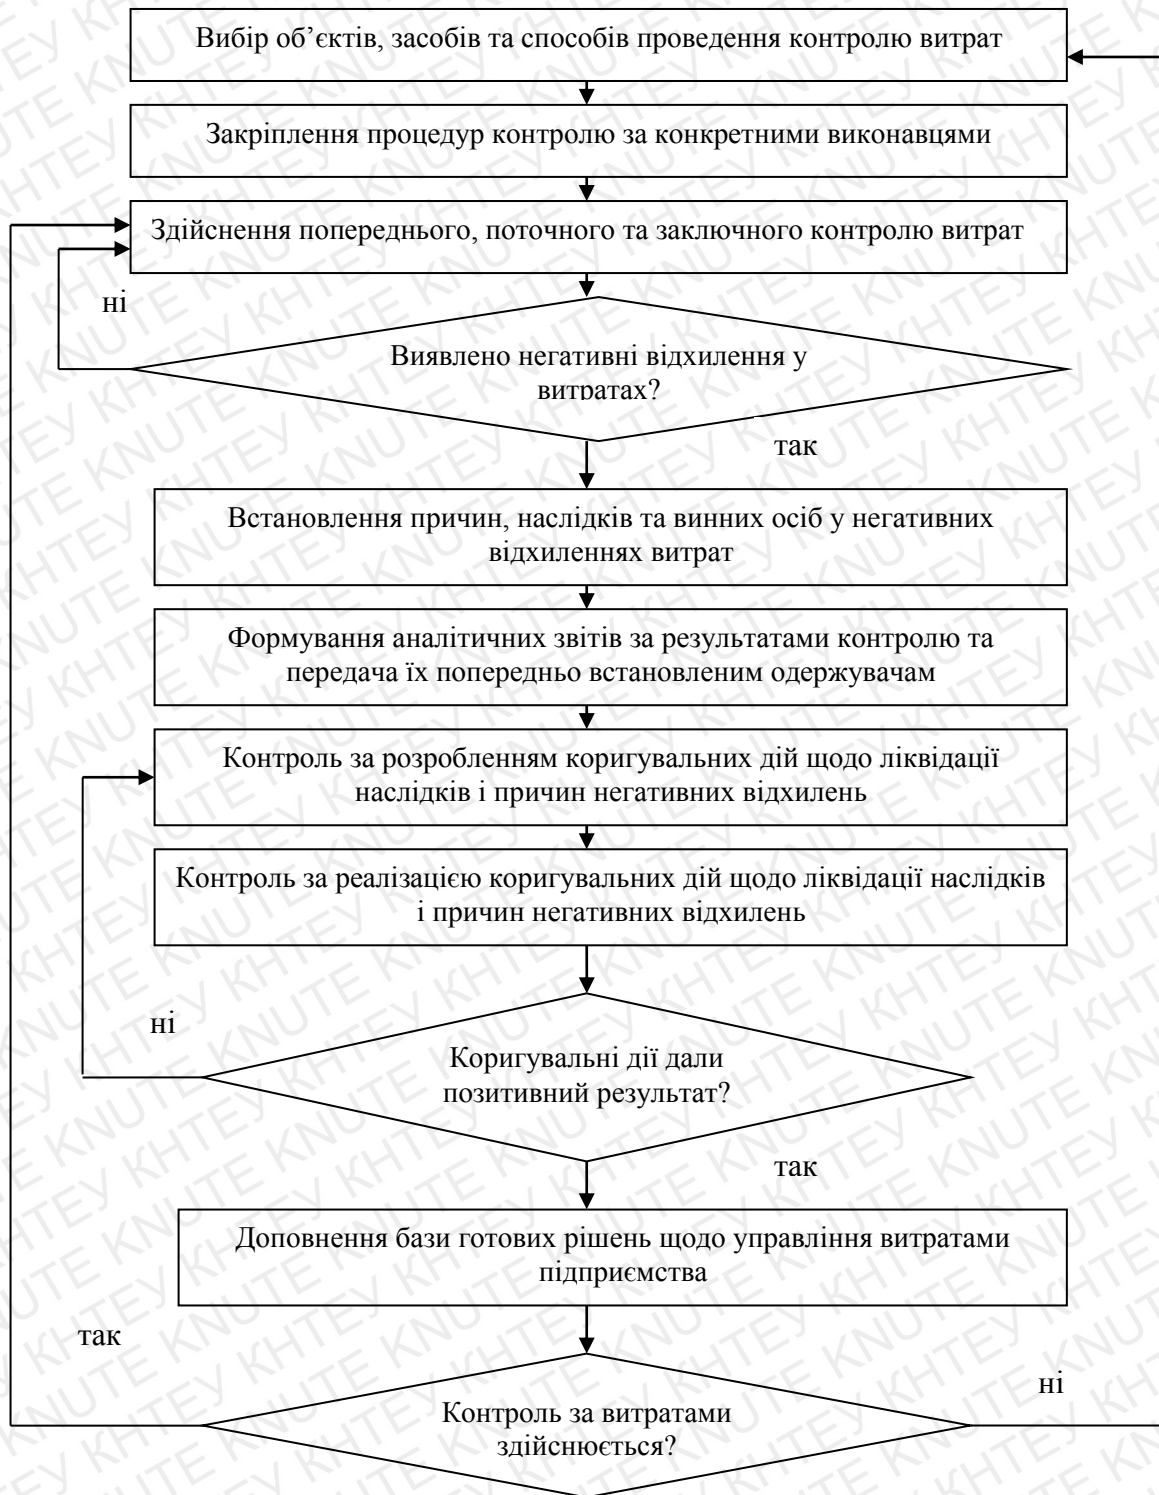 Вибір об’єктів, засобів та способів проведення контролю витрат
Закріплення процедур контролю за конкретними виконавцями
Здійснення попереднього, поточного та заключного контролю витрат
ні
Виявлено негативні відхилення у
витратах?
так
Встановлення причин, наслідків та винних осіб у негативних
відхиленнях витрат
Формування аналітичних звітів за результатами контролю та
передача їх попередньо встановленим одержувачам
Контроль за розробленням коригувальних дій щодо ліквідації
наслідків і причин негативних відхилень
Контроль за реалізацією коригувальних дій щодо ліквідації наслідків
і причин негативних відхилень
ні
Коригувальні дії дали
позитивний результат?
так
Доповнення бази готових рішень щодо управління витратами
підприємства
так
ні
Контроль за витратами
здійснюється?